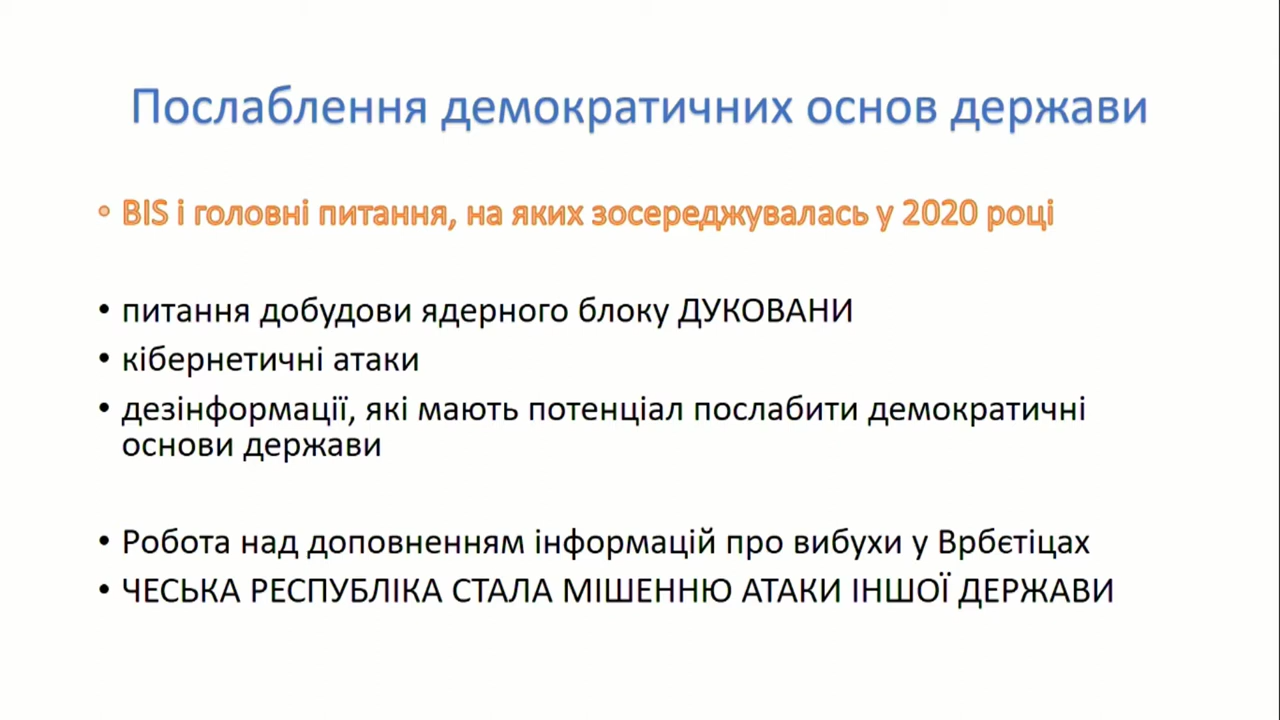 Послаблення демократичних основ держави
• BIS і головні питання, на яких зосереджувалась у 2020 році
• питання добудови ядерного блоку ДУКОВАНИ
• кібернетичні атаки
• дезінформації, які мають потенціал послабити демократичні
основи держави
• Робота над доповненням інформацій про вибухи у Врбєтіцах
• ЧЕСЬКА РЕСПУБЛІКА СТАЛА МІШЕННЮ АТАКИ ІНШОЇ ДЕРЖАВИ